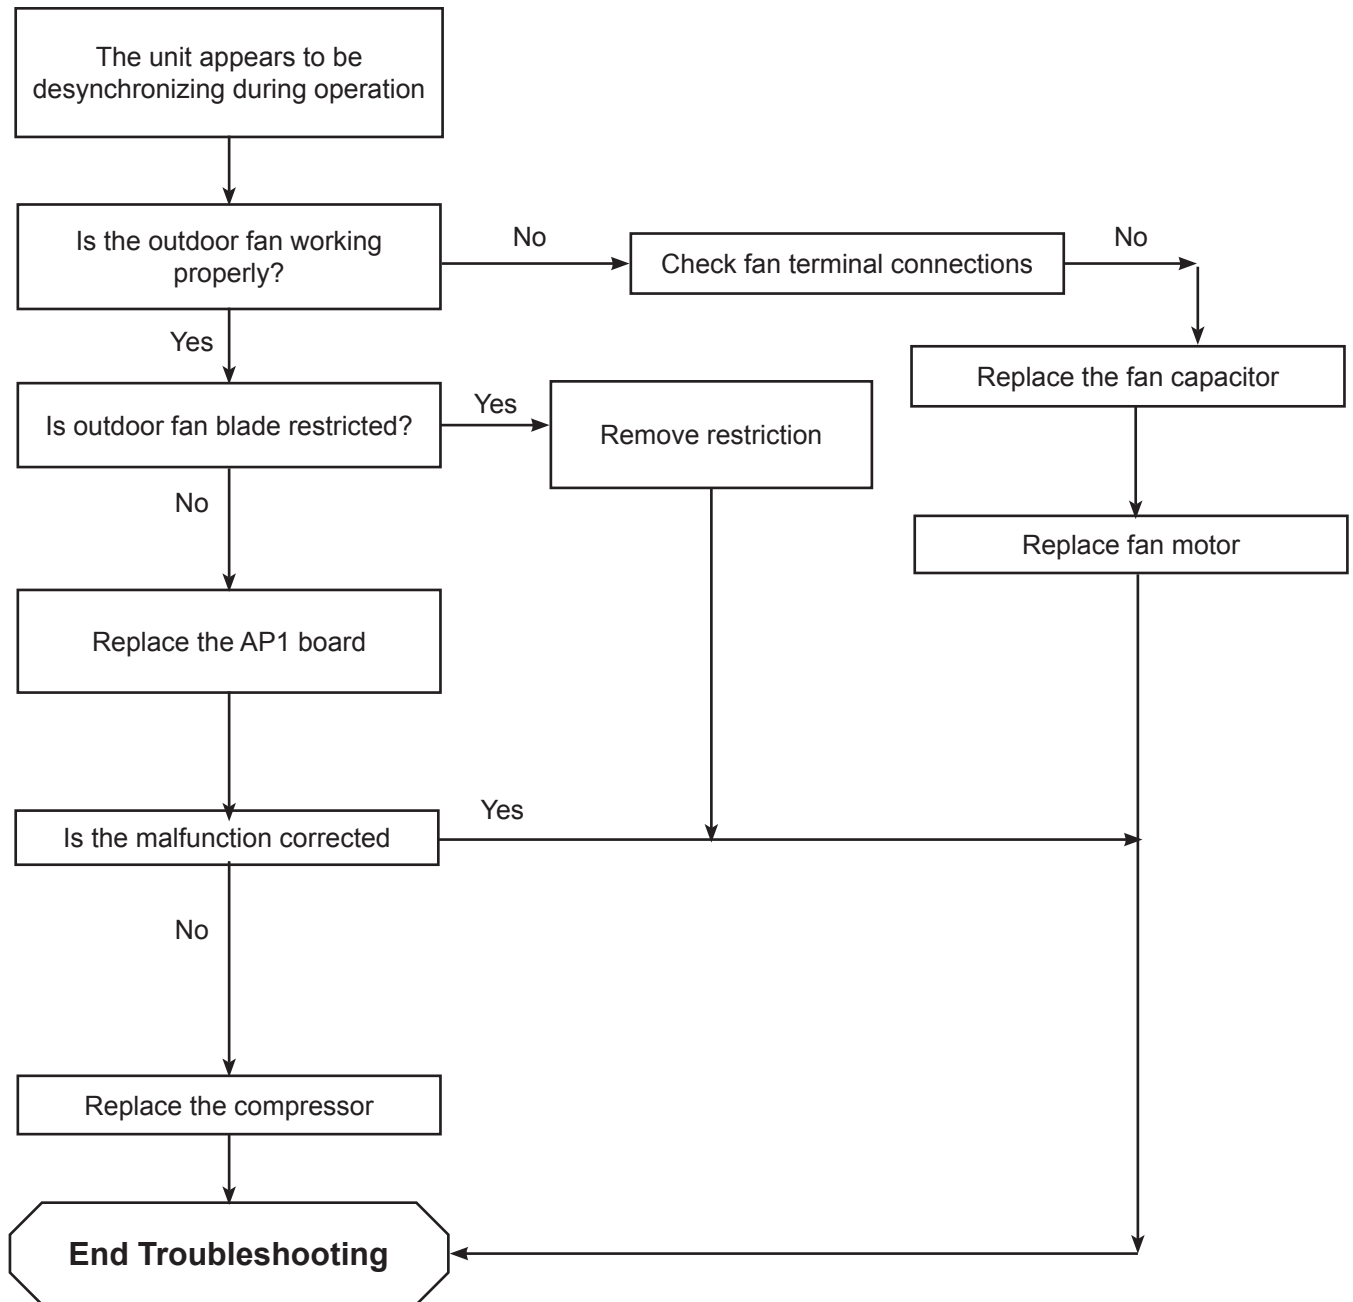 The unit appears to be
desynchronizing during operation
Is the outdoor fan working
properly?
No
Check fan terminal connections
No
Yes
Replace the fan capacitor
Is outdoor fan blade restricted?
Yes
Remove restriction
No
Replace fan motor
Replace the AP1 board
Is the malfunction corrected
Yes
No
Replace the compressor
End Troubleshooting